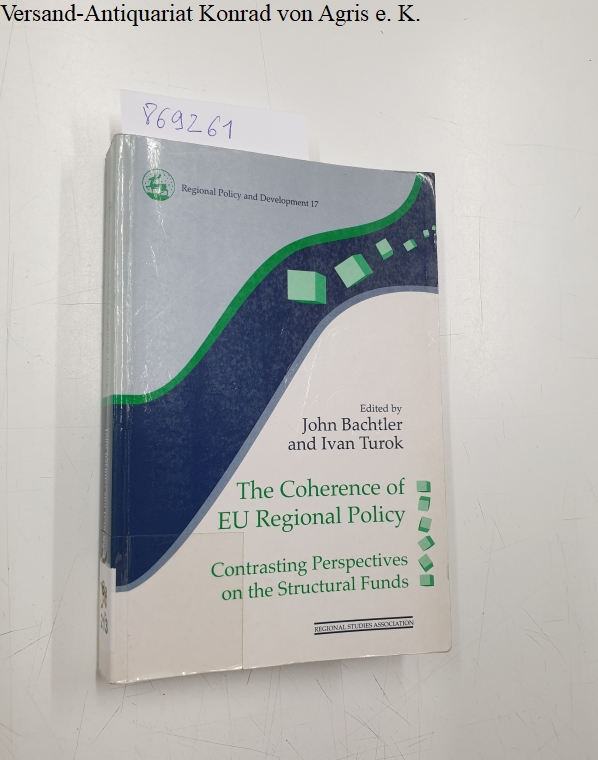 Versand-Antiquariat Konrad von Agris e. K.
869261
Regional Policy and Development 17
Edited by
John Bachtler
and Ivan Turok
The Coherence of
EU Regional Policy
Contrasting Perspectives
on the Structural Funds
REGIONAL STUDIES ASSOCIATION